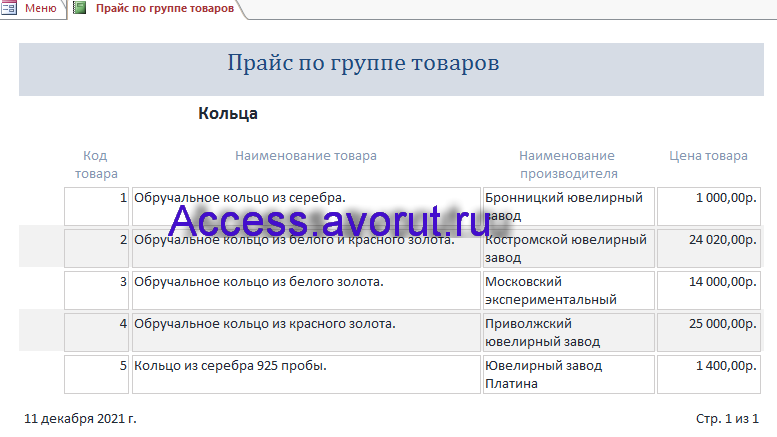 Меню Прайс по группе товаров
Прайс по группе товаров
Кольца
Код товара Наименование товара Наименование производителя Цена товара
1 Обручальное кольцо из серебра. Бронницкий ювелирный завод 1 000,00р.
Access.avorut.ru
2 Обручальное кольцо из белого и красного золота. Костромской ювелирный завод 24 020,00р.
3 Обручальное кольцо из белого золота. Московский экспериментальный 14 000,00р.
4 Обручальное кольцо из красного золота. Приволжский ювелирный завод 25 000,00р.
5 Кольцо из серебра 925 пробы. Ювелирный завод Платина 1 400,00р.
11 декабря 2021 г. Стр. 1 из 1